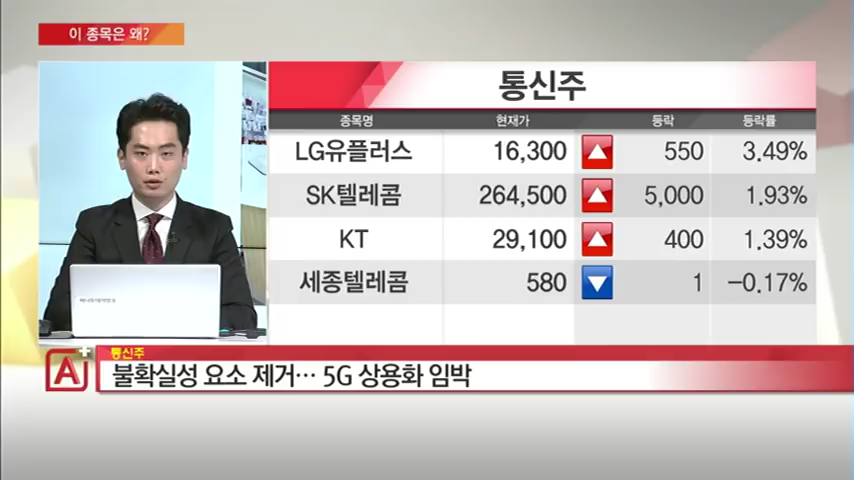 이 종목은 왜?
통신주
종목명 현재가 등락 등락률
LG유플러스 16,300 ▲ 550 3.49%
SK텔레콤 264,500 ▲ 5,000 1.93%
KT 29,100 ▲ 400 1.39%
세종텔레콤 580 ▼ 1 -0.17%
A+
통신주
불확실성 요소 제거… 5G 상용화 임박